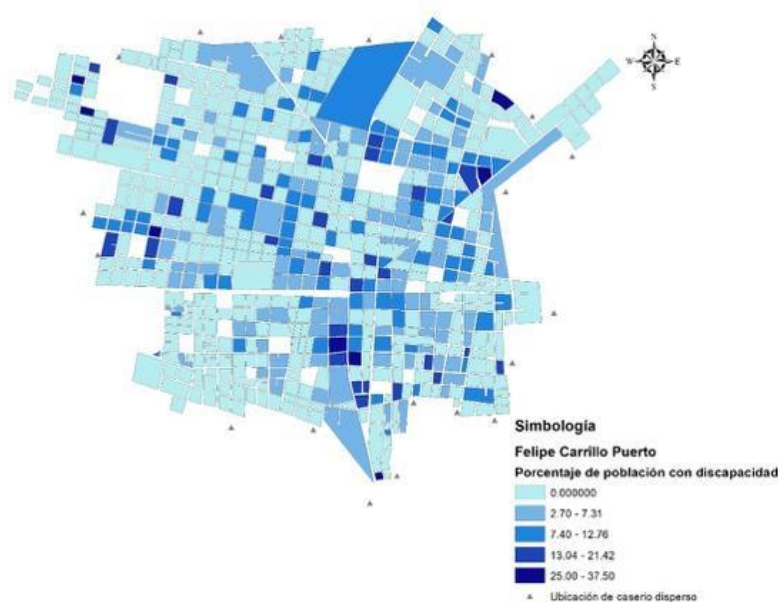 N
W E
S
Simbología
Felipe Carrillo Puerto
Porcentaje de población con discapacidad
0.000000
2.70 - 7.31
7.40 - 12.76
13.04 - 21.42
25.00 - 37.50
Ubicación de caserio disperso